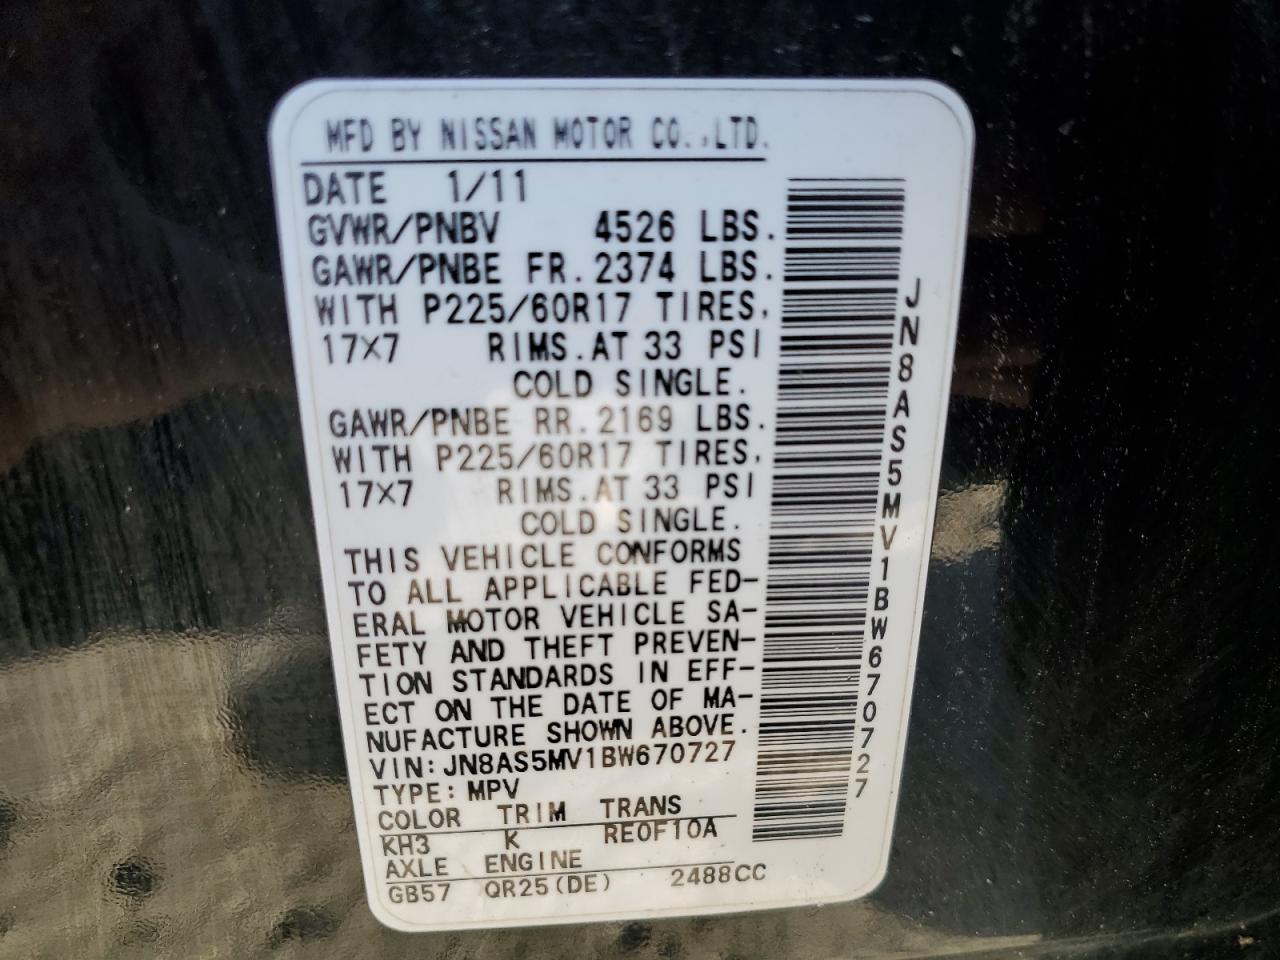 MFD BY NISSAN MOTOR CO.,LTD.
DATE 1/11
GVWR/PNBV 4526 LBS.
GAWR/PNBE FR. 2374 LBS.
WITH P225/60R17 TIRES,
17×7 RIMS. AT 33 PSI
COLD SINGLE.
GAWR/PNBE RR. 2169 LBS.
WITH P225/60R17 TIRES,
17×7 RIMS. AT 33 PSI
COLD SINGLE.
THIS VEHICLE CONFORMS
TO ALL APPLICABLE FED-
ERAL MOTOR VEHICLE SA-
FETY AND THEFT PREVEN-
TION STANDARDS IN EFF-
ECT ON THE DATE OF MA-
NUFACTURE SHOWN ABOVE.
VIN: JN8AS5MV1BW670727
TYPE: MPV
COLOR TRIM TRANS
KH3 K RE0F10A
AXLE ENGINE
GB57 QR25(DE) 2488CC
JN8AS5MV1BW670727